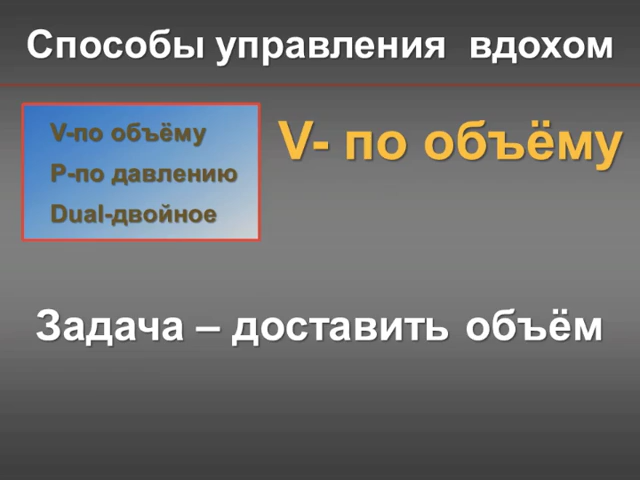 Способы управления вдохом
V-по объёму
P-по давлению
Dual-двойное
V- по объёму
Задача – доставить объём